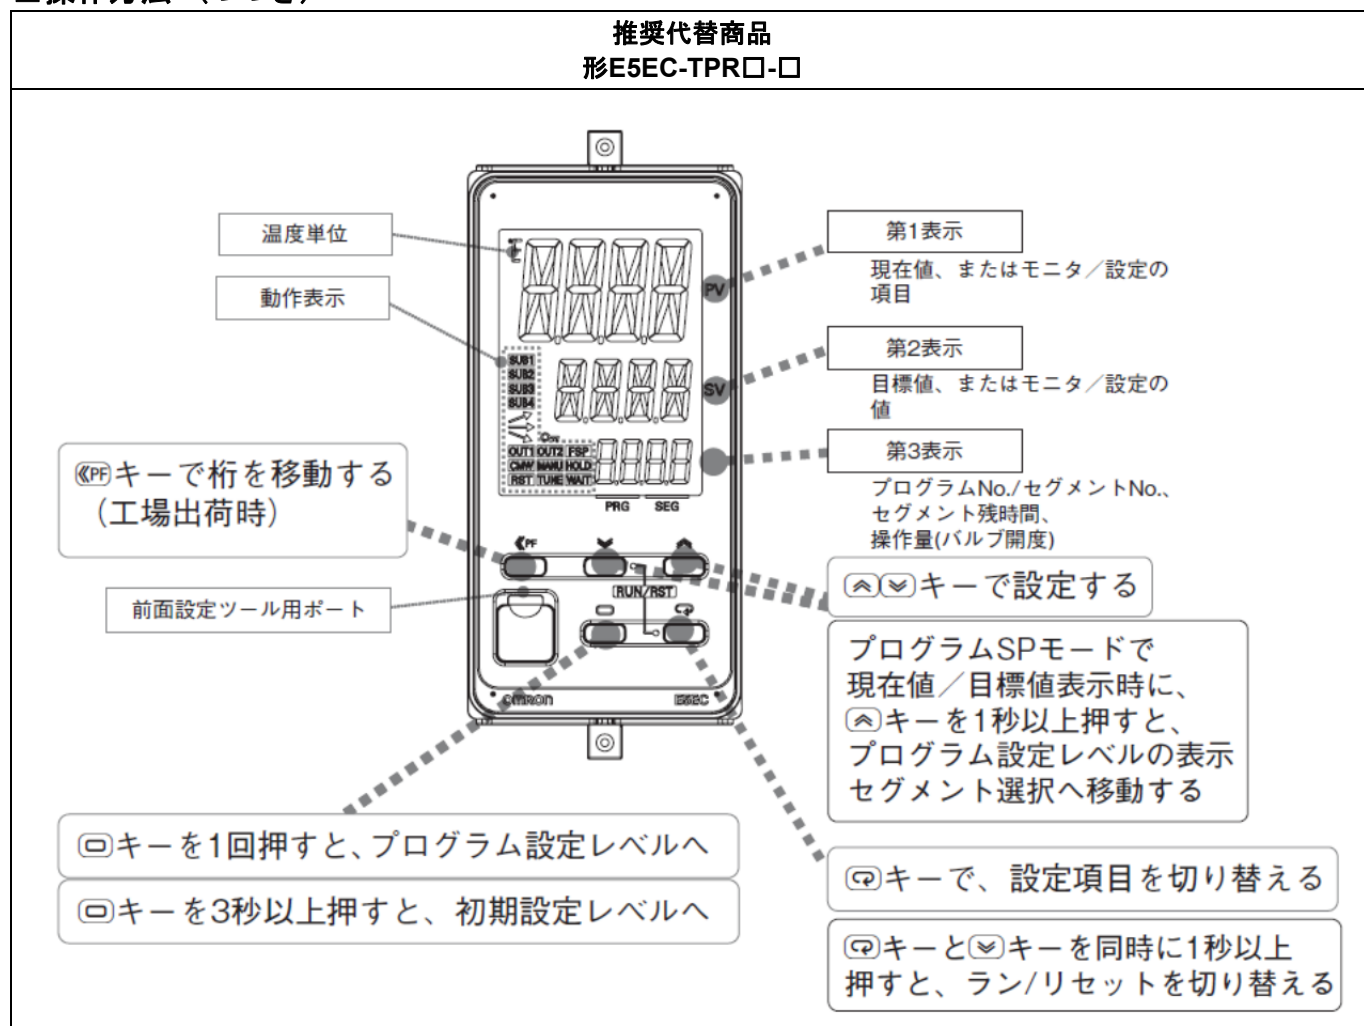 推奨代替商品
形E5EC-TPR□-□
温度単位
動作表示
第1表示
現在値、またはモニタ／設定の
項目
PV
第2表示
目標値、またはモニタ／設定の
値
SV
第3表示
プログラムNo./セグメントNo.、
セグメント残時間、
操作量(バルブ開度)
SUB1
SUB2
SUB3
SUB4
OUT1 OUT2 FSP
CMW MANU HOLD
RST TUNE WAIT
PRG SEG
PF
RUN/RST
omron E5EC
PFキーで桁を移動する
（工場出荷時）
前面設定ツール用ポート
キーで設定する
プログラムSPモードで
現在値／目標値表示時に、
キーを1秒以上押すと、
プログラム設定レベルの表示
セグメント選択へ移動する
キーを1回押すと、プログラム設定レベルへ
キーを3秒以上押すと、初期設定レベルへ
キーで、設定項目を切り替える
キーとキーを同時に1秒以上
押すと、ラン/リセットを切り替える